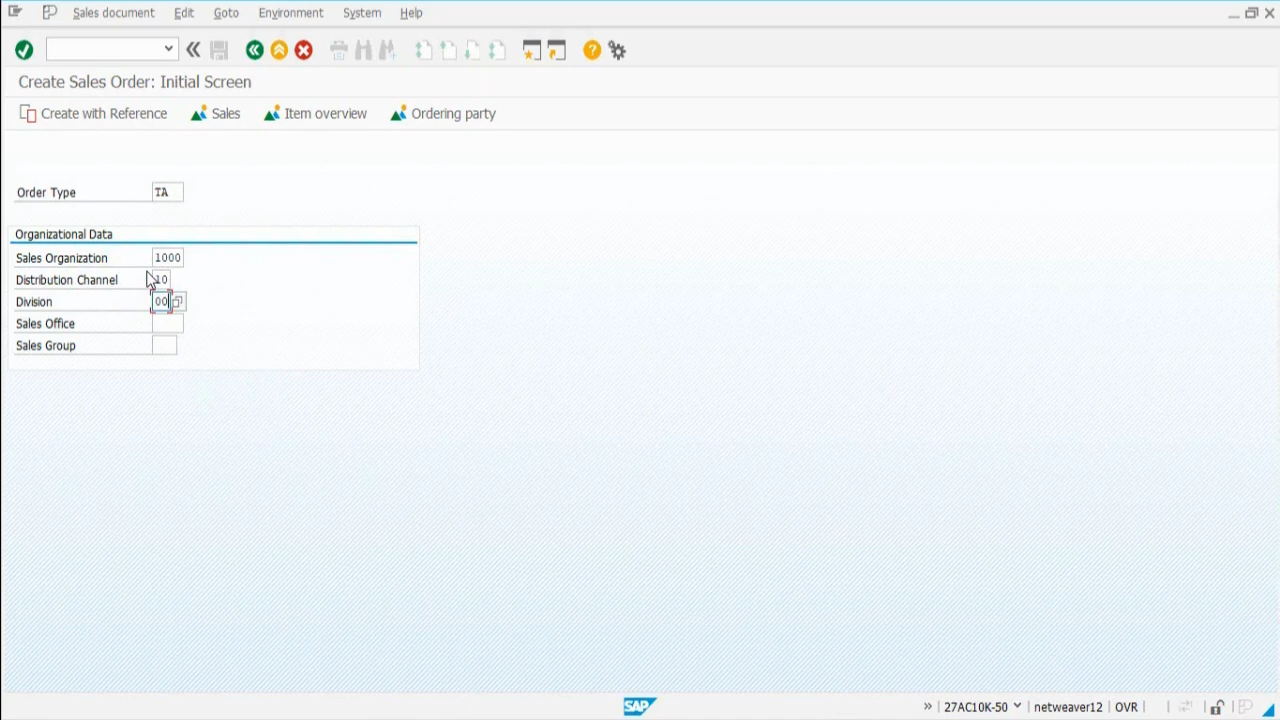 Sales document Edit Goto Environment System Help
Create Sales Order: Initial Screen
Create with Reference Sales Item overview Ordering party
Order Type TA
Organizational Data
Sales Organization 1000
Distribution Channel 10
Division 00
Sales Office
Sales Group
SAP » 27AC10K-50 netweaver12 OVR